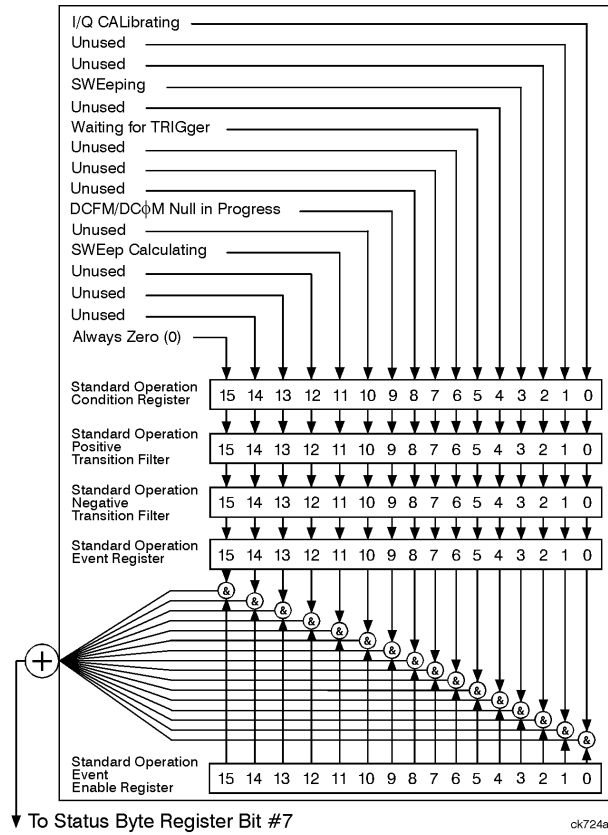 I/Q CALibrating
Unused
Unused
SWEeping
Unused
Waiting for TRIGger
Unused
Unused
Unused
DCFM/DCϕM Null in Progress
Unused
SWEep Calculating
Unused
Unused
Unused
Always Zero (0)
Standard Operation
Condition Register
15 14 13 12 11 10 9 8 7 6 5 4 3 2 1 0
Standard Operation
Positive
Transition Filter
15 14 13 12 11 10 9 8 7 6 5 4 3 2 1 0
Standard Operation
Negative
Transition Filter
15 14 13 12 11 10 9 8 7 6 5 4 3 2 1 0
Standard Operation
Event Register
15 14 13 12 11 10 9 8 7 6 5 4 3 2 1 0
& & & & & & & & & & & & & & & &
+
Standard Operation
Event
Enable Register
15 14 13 12 11 10 9 8 7 6 5 4 3 2 1 0
To Status Byte Register Bit #7
ck724a